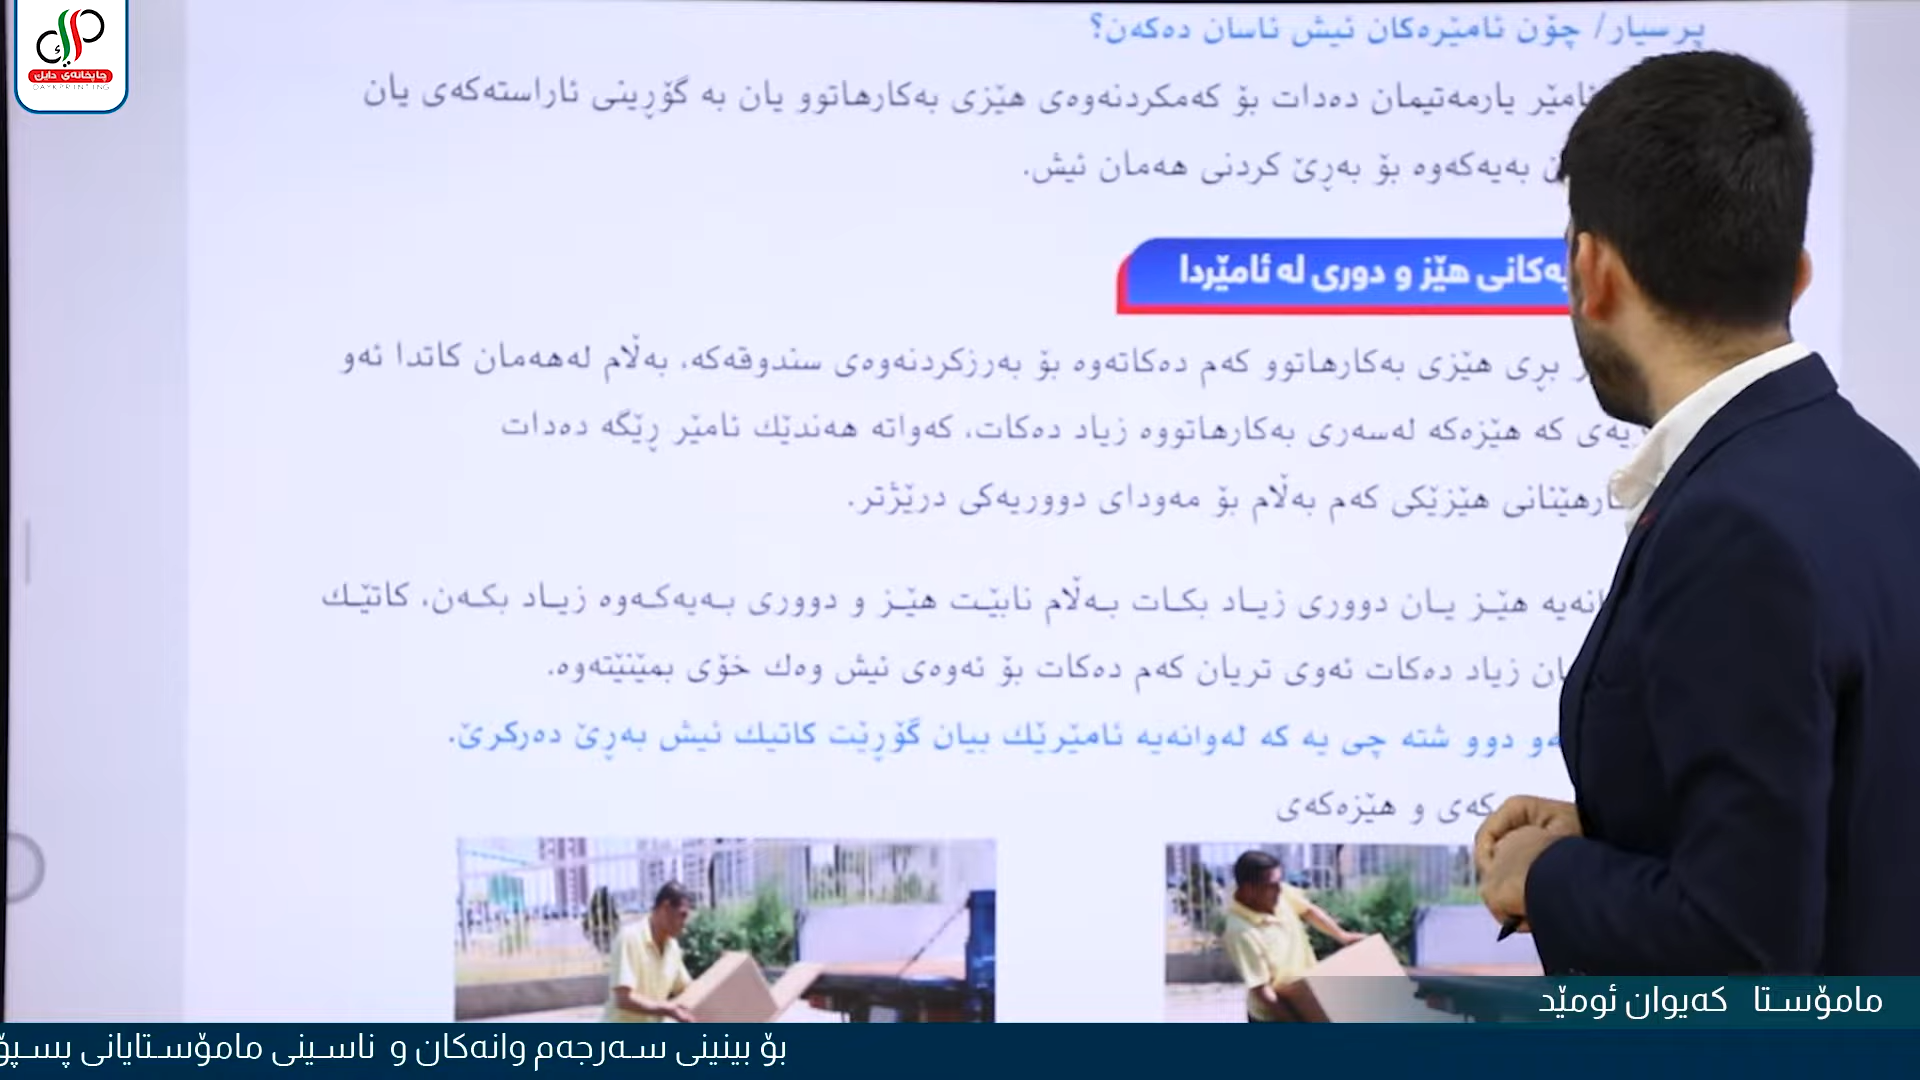 چاپخانەی دایك
DAYK PRINTING
پرسیار/ چۆن ئامێرەکان ئیش ئاسان دەکەن؟
ئامێر یارمەتیمان دەدات بۆ کەمکردنەوەی هێزی بەکارهاتوو یان بە گۆڕینی ئاراستەکەی یان
بەیەکەوە بۆ بەڕێ کردنی هەمان ئیش.
هێز و دوری لە ئامێردا
بڕی هێزی بەکارهاتوو کەم دەکاتەوە بۆ بەرزکردنەوەی سندوقەکە، بەڵام لەهەمان کاتدا ئەو
کە هێزەکە لەسەری بەکارهاتووە زیاد دەکات، کەواتە هەندێك ئامێر ڕێگە دەدات
هێزێکی کەم بەڵام بۆ مەودای دووریەکی درێژتر.
هێز یان دووری زیاد بکات بەڵام نابێت هێز و دووری بەیەکەوە زیاد بکەن، کاتێك
زیاد دەکات ئەوی تریان کەم دەکات بۆ ئەوەی ئیش وەك خۆی بمێنێتەوە.
دوو شتە چی یە کە لەوانەیە ئامێرێك بیان گۆڕێت کاتیك ئیش بەڕێ دەرکرێ.
و هێزەکەی
مامۆستا کەیوان ئومێد
بۆ بینینی سەرجەم وانەکان و ناسینی مامۆستایانی